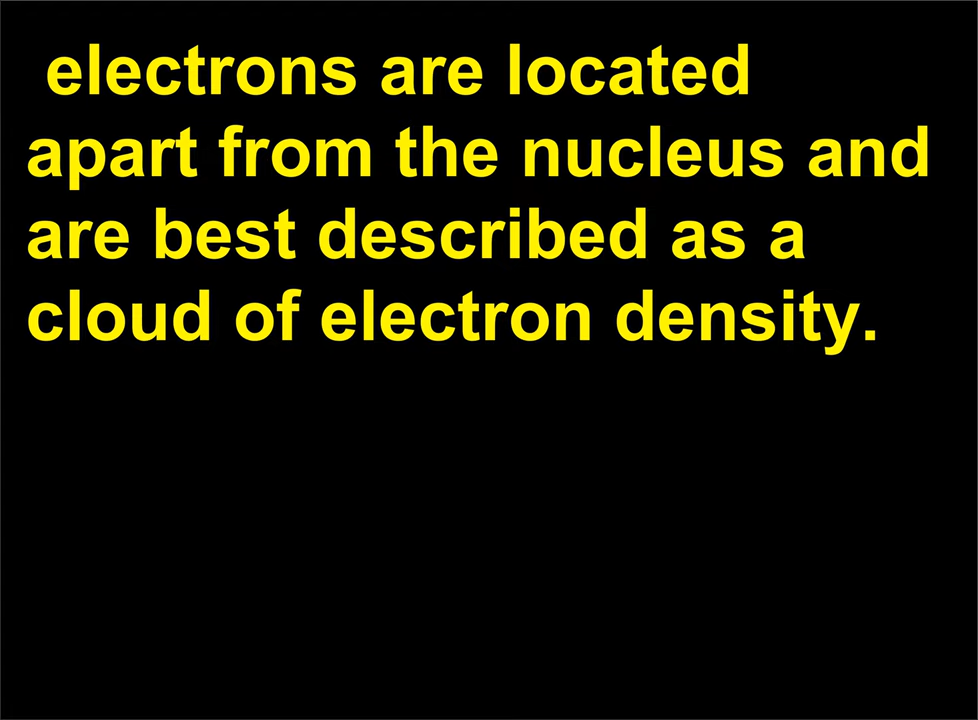 electrons are located
apart from the nucleus and
are best described as a
cloud of electron density.